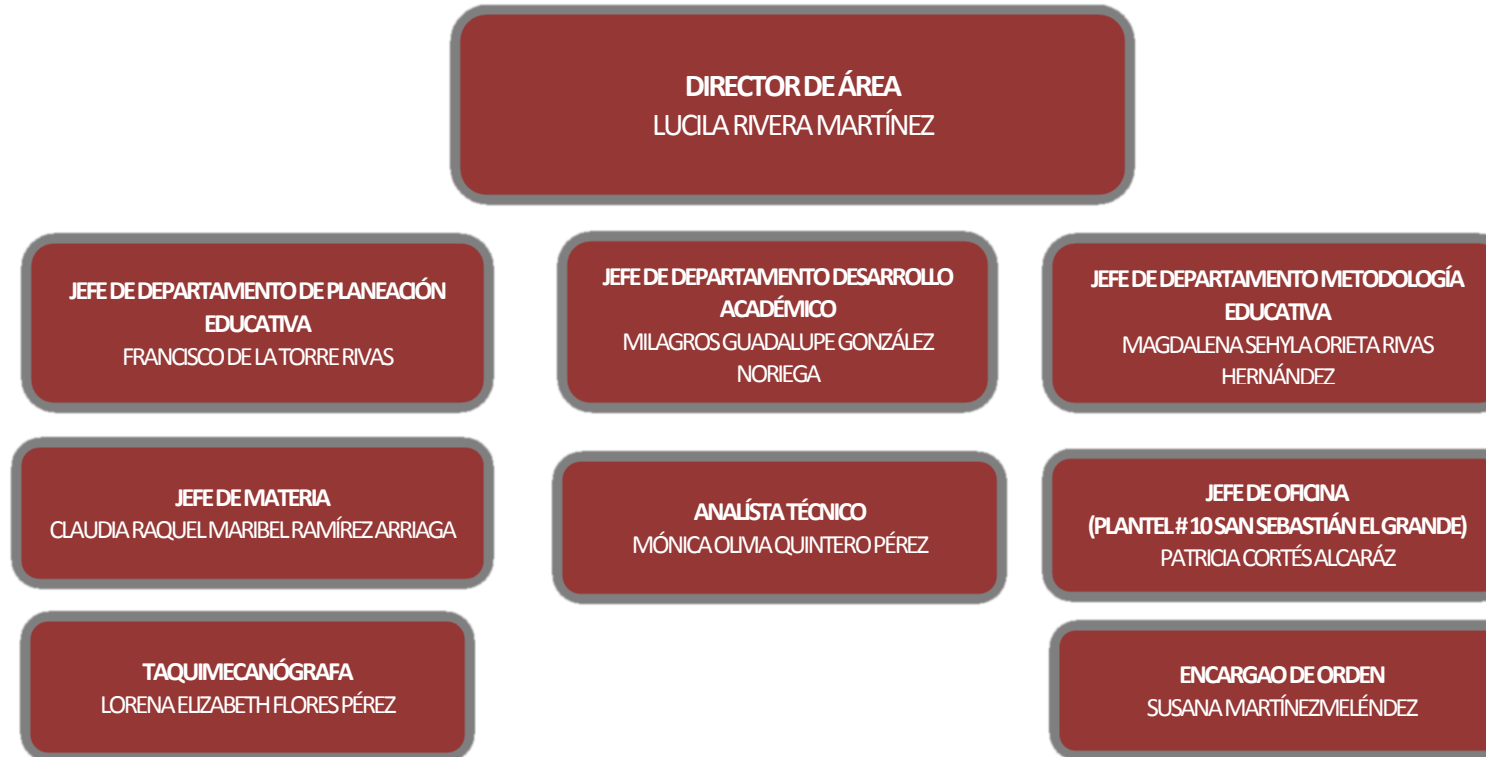 DIRECTOR DE ÁREA
LUCILA RIVERA MARTÍNEZ
JEFE DE DEPARTAMENTO DE PLANEACIÓN
EDUCATIVA
FRANCISCO DE LA TORRE RIVAS
JEFE DE DEPARTAMENTO DESARROLLO
ACADÉMICO
MILAGROS GUADALUPE GONZÁLEZ
NORIEGA
JEFE DE DEPARTAMENTO METODOLOGÍA
EDUCATIVA
MAGDALENA SEHYLA ORIETA RIVAS
HERNÁNDEZ
JEFE DE MATERIA
CLAUDIA RAQUEL MARIBEL RAMÍREZ ARRIAGA
ANALÍSTA TÉCNICO
MÓNICA OLMA QUINTERO PÉREZ
JEFE DE OFICINA
(PLANTEL # 10 SAN SEBASTIÁN EL GRANDE)
PATRICIA CORTÉS ALCARÁZ
TAQUIMECANÓGRAFA
LORENA ELIZABETH FLORES PÉREZ
ENCARGAO DE ORDEN
SUSANA MARTÍNEZMELÉNDEZ